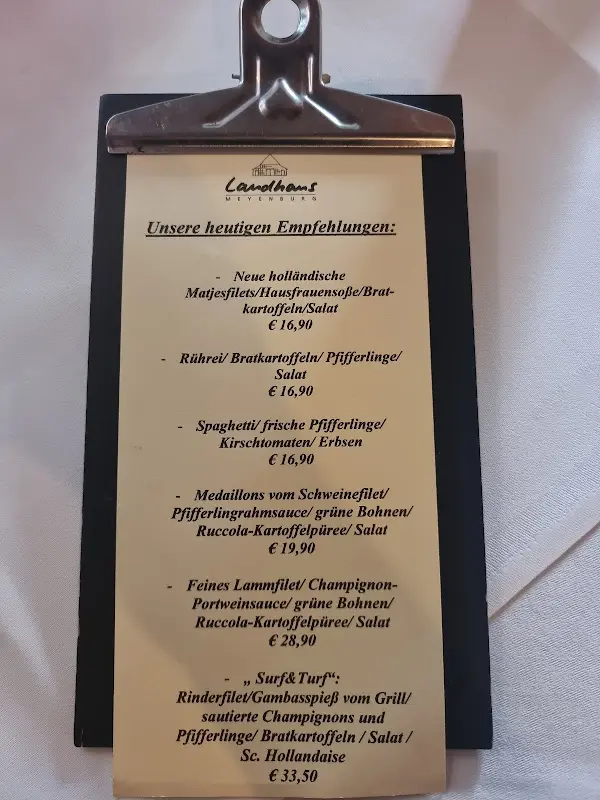 Landhaus
MEYENBURG
Unsere heutigen Empfehlungen:
- Neue holländische
Matjesfilets/Hausfrauensoße/Brat-
kartoffeln/Salat
€ 16,90
- Rührei/ Bratkartoffeln/ Pfifferlinge/
Salat
€ 16,90
- Spaghetti/ frische Pfifferlinge/
Kirschtomaten/ Erbsen
€ 16,90
- Medaillons vom Schweinefilet/
Pfifferlingrahmsauce/ grüne Bohnen/
Ruccola-Kartoffelpüree/ Salat
€ 19,90
- Feines Lammfilet/ Champignon-
Portweinsauce/ grüne Bohnen/
Ruccola-Kartoffelpüree/ Salat
€ 28,90
- „ Surf&Turf“:
Rinderfilet/Gambasspieß vom Grill/
sautierte Champignons und
Pfifferlinge/ Bratkartoffeln / Salat /
Sc. Hollandaise
€ 33,50